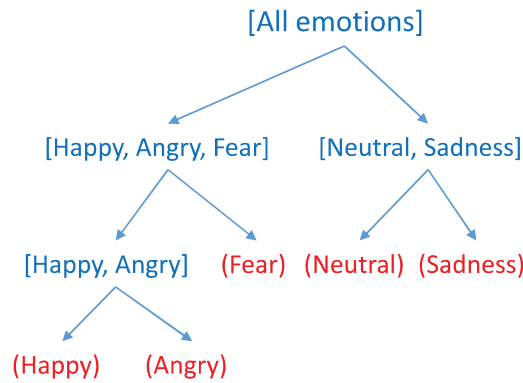 [All emotions]
[Happy, Angry, Fear] [Neutral, Sadness]
[Happy, Angry] (Fear) (Neutral) (Sadness)
(Happy) (Angry)